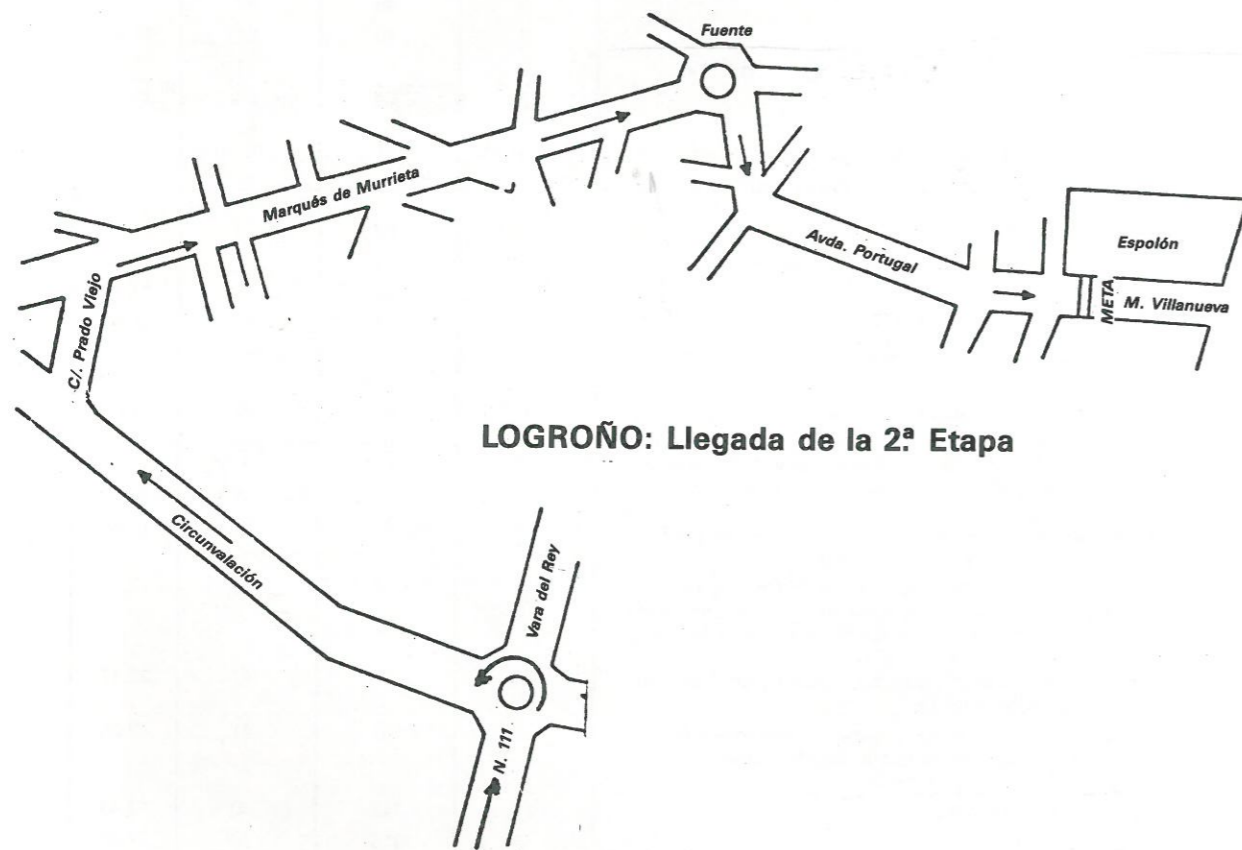 Fuente
Marqués de Murrieta
Espolón
Avda. Portugal
META
M. Villanueva
C/. Prado Viejo
LOGROÑO: Llegada de la 2.ª Etapa
Circunvalación
Vara del Rey
N. 111